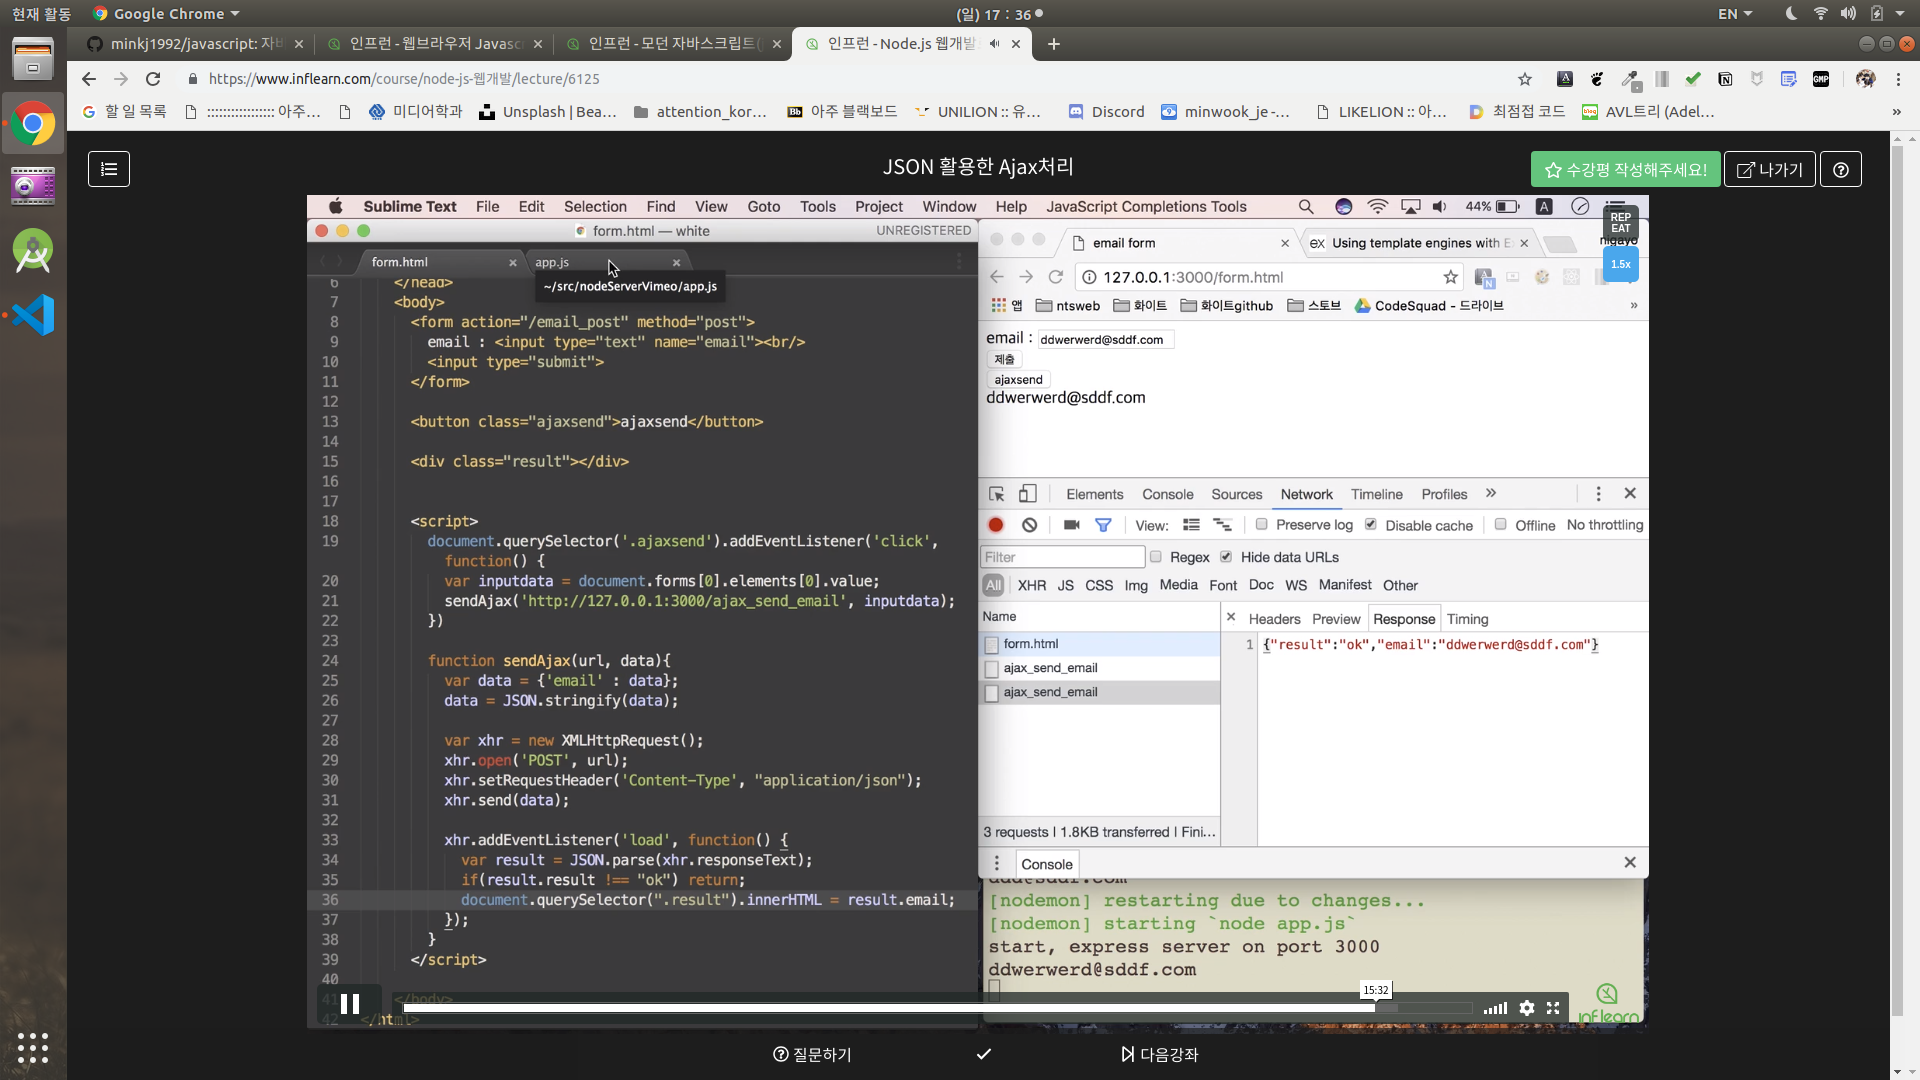 현재 활동
Google Chrome
(일) 17 : 36
EN
minkj1992/javascript: 자바
인프런 - 웹브라우저 Javasc
인프런 - 모던 자바스크립트(
인프런 - Node.js 웹개발
https://www.inflearn.com/course/node-js-웹개발/lecture/6125
할 일 목록
:::::::::::::::: 아주...
미디어학과
Unsplash | Bea...
attention_kor...
아주 블랙보드
UNILION :: 유...
Discord
minwook_je -...
LIKELION :: 아...
최점접 코드
AVL트리 (Adel...
JSON 활용한 Ajax처리
수강평 작성해주세요!
나가기
Sublime Text File Edit Selection Find View Goto Tools Project Window Help JavaScript Completions Tools
44%
REPEAT
nigayo
1.5x
form.html — white
UNREGISTERED
form.html
app.js
~/src/nodeServerVimeo/app.js
6 </head>
7 <body>
8 <form action="/email_post" method="post">
9 email : <input type="text" name="email"><br/>
10 <input type="submit">
11 </form>
12
13 <button class="ajaxsend">ajaxsend</button>
14
15 <div class="result"></div>
16
17
18 <script>
19 document.querySelector('.ajaxsend').addEventListener('click',
function() {
20 var inputdata = document.forms[0].elements[0].value;
21 sendAjax('http://127.0.0.1:3000/ajax_send_email', inputdata);
22 })
23
24 function sendAjax(url, data){
25 var data = {'email' : data};
26 data = JSON.stringify(data);
27
28 var xhr = new XMLHttpRequest();
29 xhr.open('POST', url);
30 xhr.setRequestHeader('Content-Type', "application/json");
31 xhr.send(data);
32
33 xhr.addEventListener('load', function() {
34 var result = JSON.parse(xhr.responseText);
35 if(result.result !== "ok") return;
36 document.querySelector(".result").innerHTML = result.email;
37 });
38 }
39 </script>
40
41 </body>
42 </html>
email form
Using template engines with E
127.0.0.1:3000/form.html
앱 ntsweb 화이트 화이트github 스토브 CodeSquad - 드라이브
email : ddwerwerd@sddf.com
제출
ajaxsend
ddwerwerd@sddf.com
Elements Console Sources Network Timeline Profiles
View: Preserve log Disable cache Offline No throttling
Filter Regex Hide data URLs
All XHR JS CSS Img Media Font Doc WS Manifest Other
Name
Headers Preview Response Timing
form.html
ajax_send_email
ajax_send_email
1 {"result":"ok","email":"ddwerwerd@sddf.com"}
3 requests | 1.8KB transferred | Fini...
Console
ddd@sddf.com
[nodemon] restarting due to changes...
[nodemon] starting `node app.js`
start, express server on port 3000
ddwerwerd@sddf.com
15:32
inflearn
질문하기
다음강좌